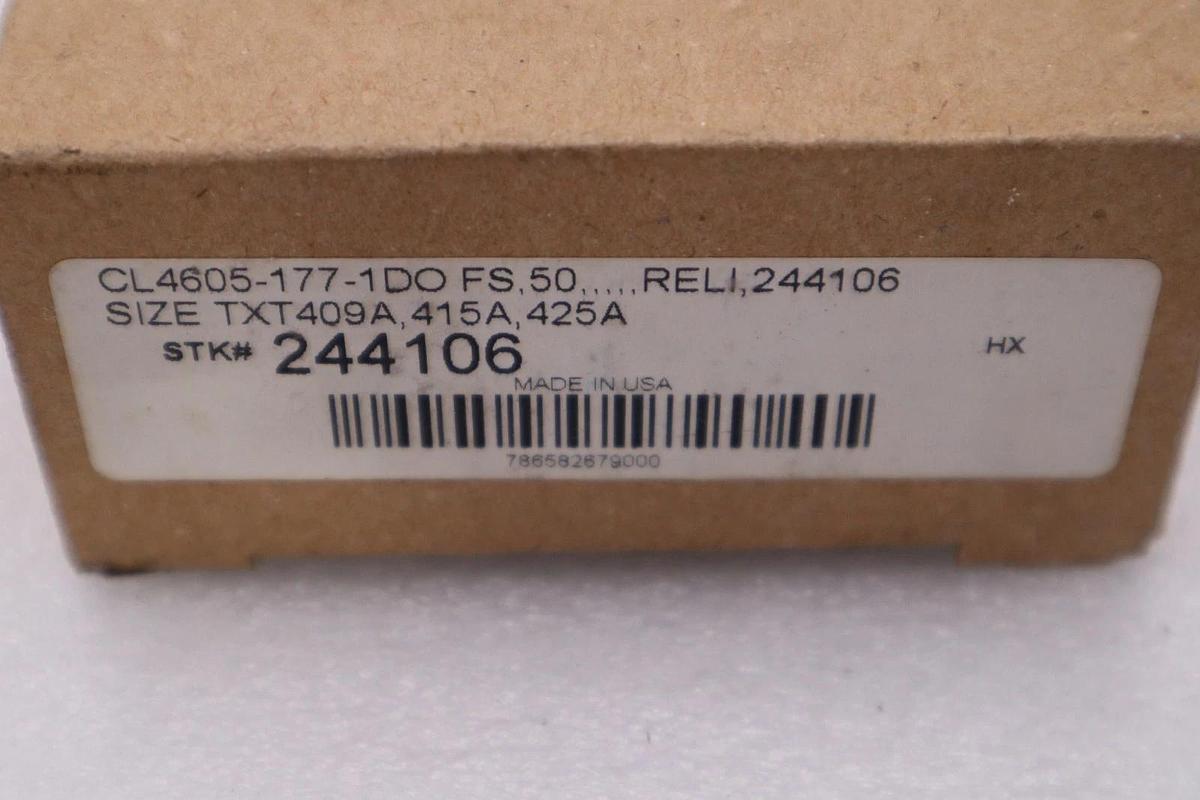 CL4605-177-1DO FS,50,,,,,RELI,244106
SIZE TXT409A,415A,425A
STK# 244106
HX
MADE IN USA
786582679000